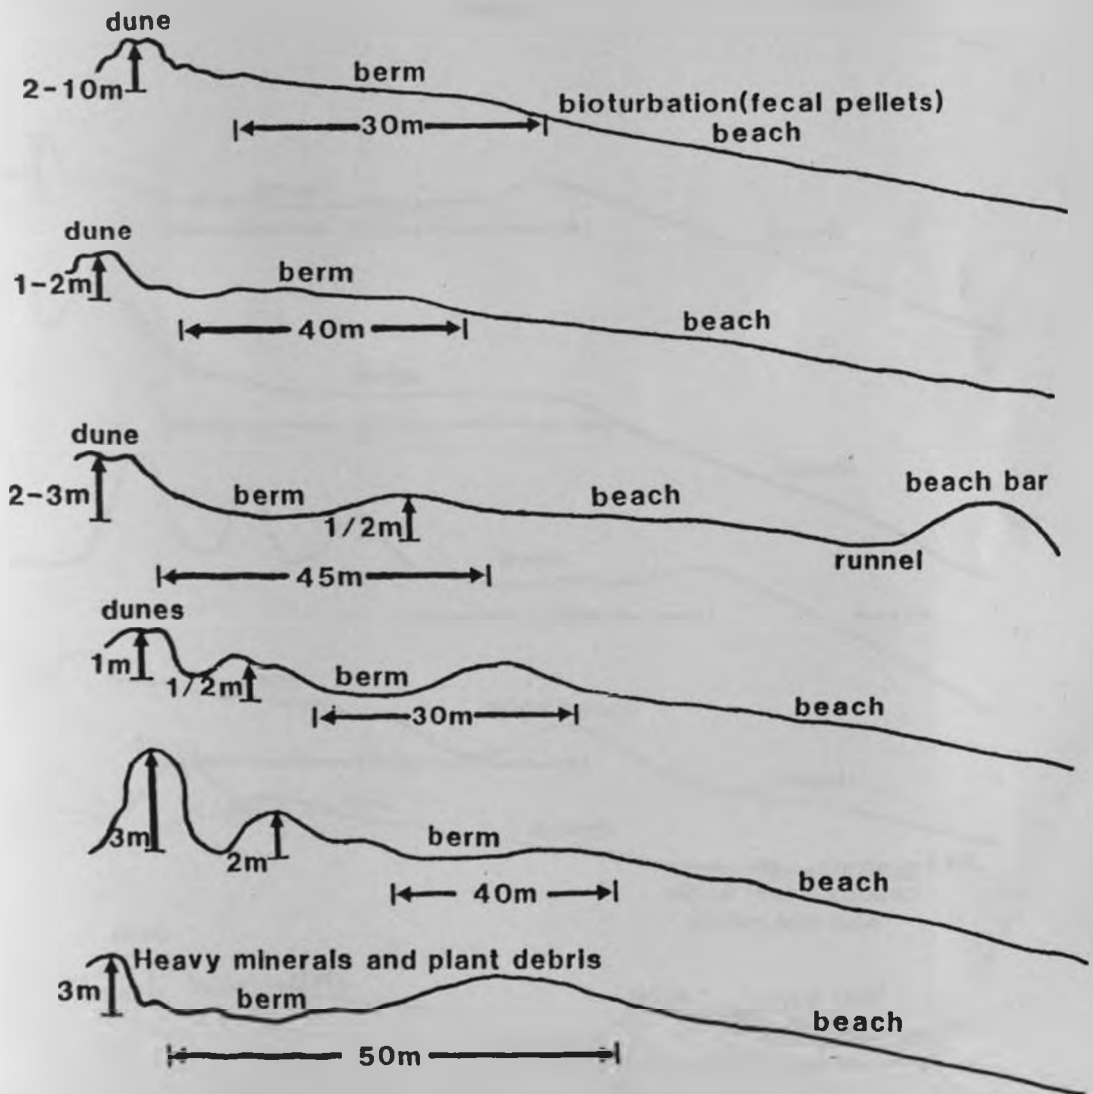 dune
2-10m
berm
30m
bioturbation(fecal pellets)
beach
dune
1-2m
berm
40m
beach
dune
2-3m
berm
1/2m
45m
beach
beach bar
runnel
dunes
1m
1/2m
berm
30m
beach
3m
2m
berm
40m
beach
Heavy minerals and plant debris
3m
berm
50m
beach